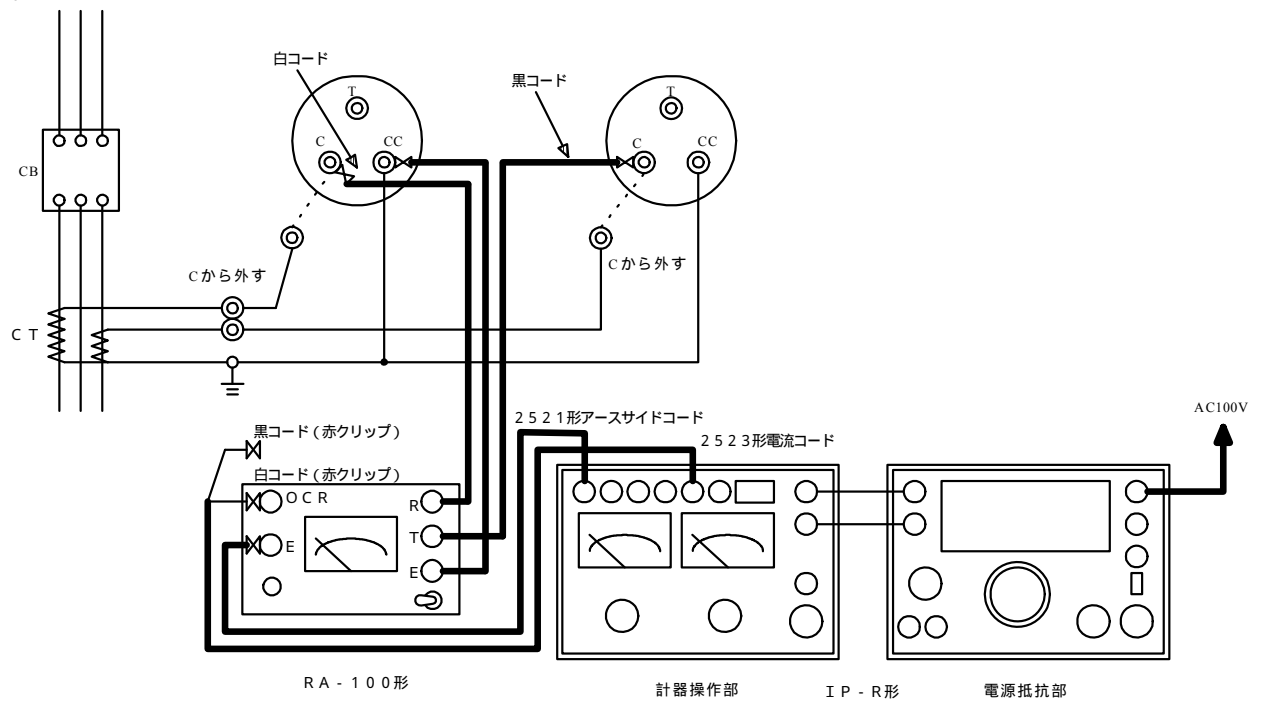 白コード
黒コード
T
T
C
CC
C
CC
CB
Cから外す
Cから外す
CT
AC100V
2521形アースサイドコード
黒コード(赤クリップ)
2523形電流コード
白コード(赤クリップ)
OCR
R
T
E
E
RA-100形
計器操作部
IP-R形
電源抵抗部